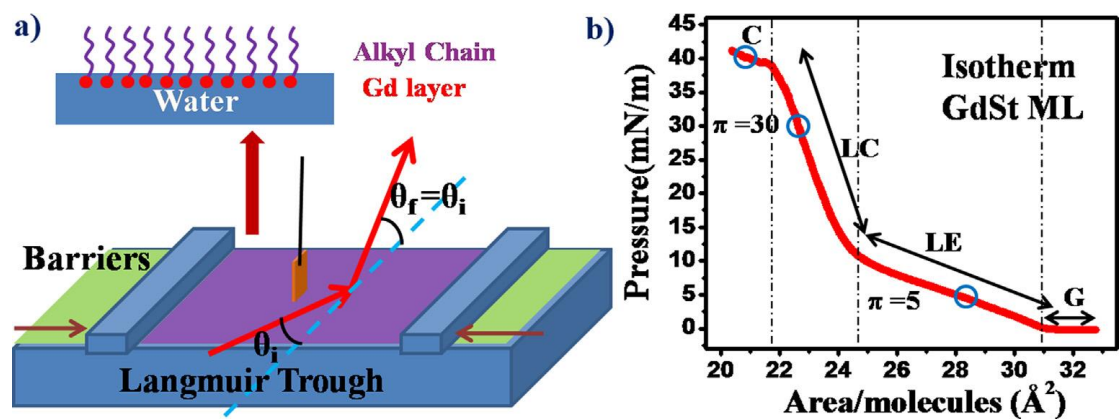 a)
Alkyl Chain
Gd layer
Water
θf=θi
Barriers
θi
Langmuir Trough
b)
Pressure(mN/m)
45
40
35
30
25
20
15
10
5
0
C
Isotherm
GdSt ML
π =30
LC
LE
π =5
G
20 22 24 26 28 30 32
Area/molecules (Å²)